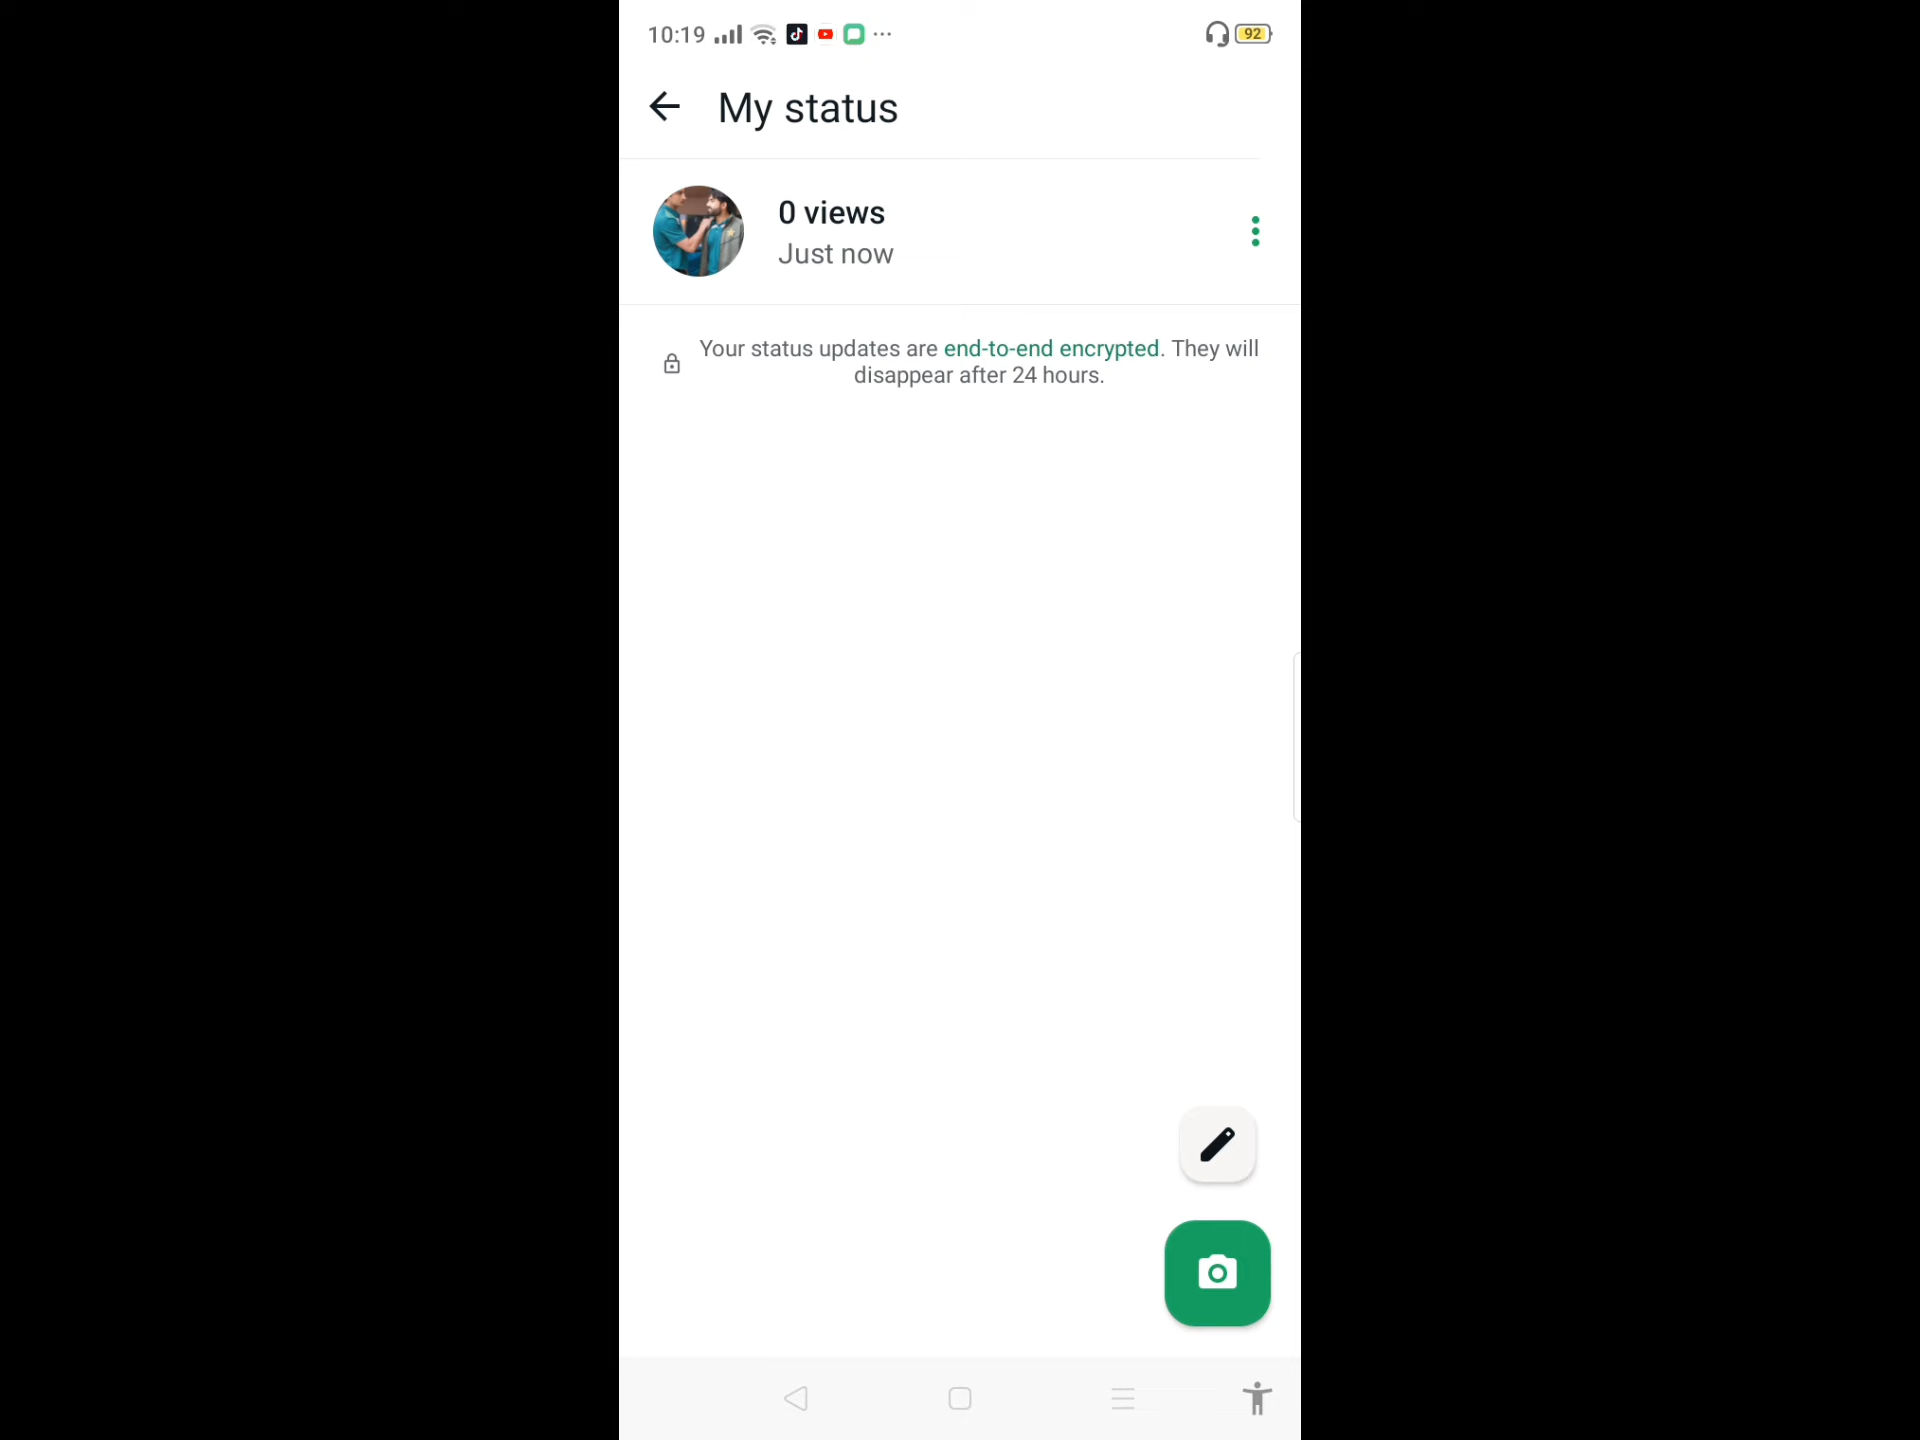 10:19
92
My status
0 views
Just now
Your status updates are end-to-end encrypted. They will
disappear after 24 hours.